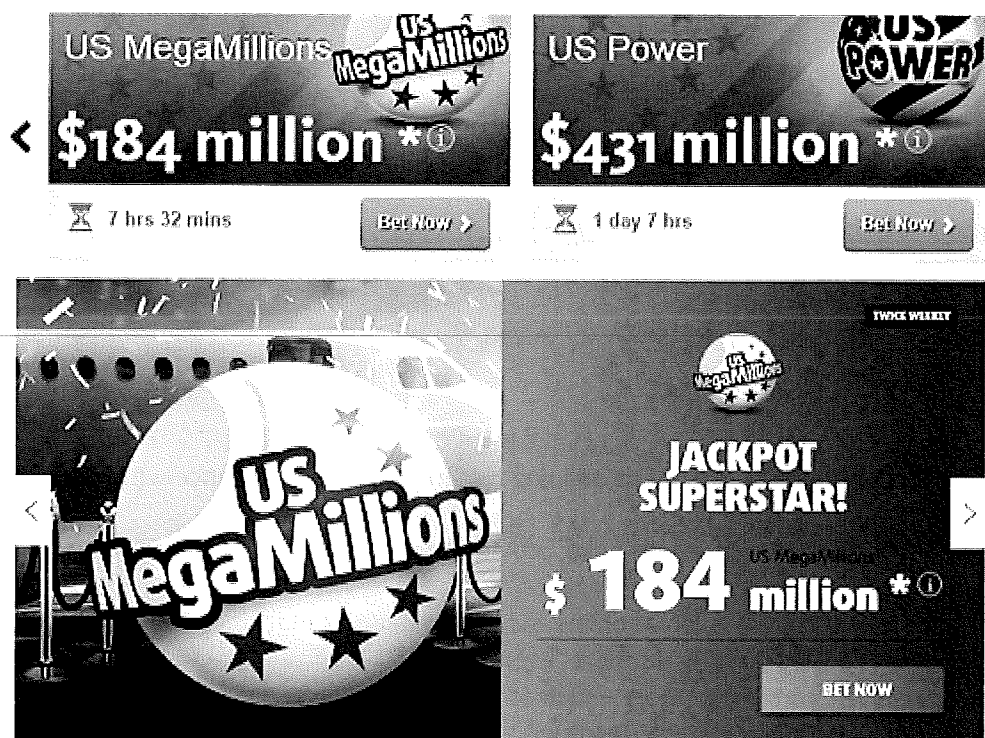 US MegaMillions
US
MegaMillions
$184 million *
7 hrs 32 mins
Bet Now >
US Power
US
POWER
$431 million *
1 day 7 hrs
Bet Now >
US
MegaMillions
TWICE WEEKLY
US
MegaMillions
JACKPOT
SUPERSTAR!
US MegaMillions
$ 184 million *
BET NOW